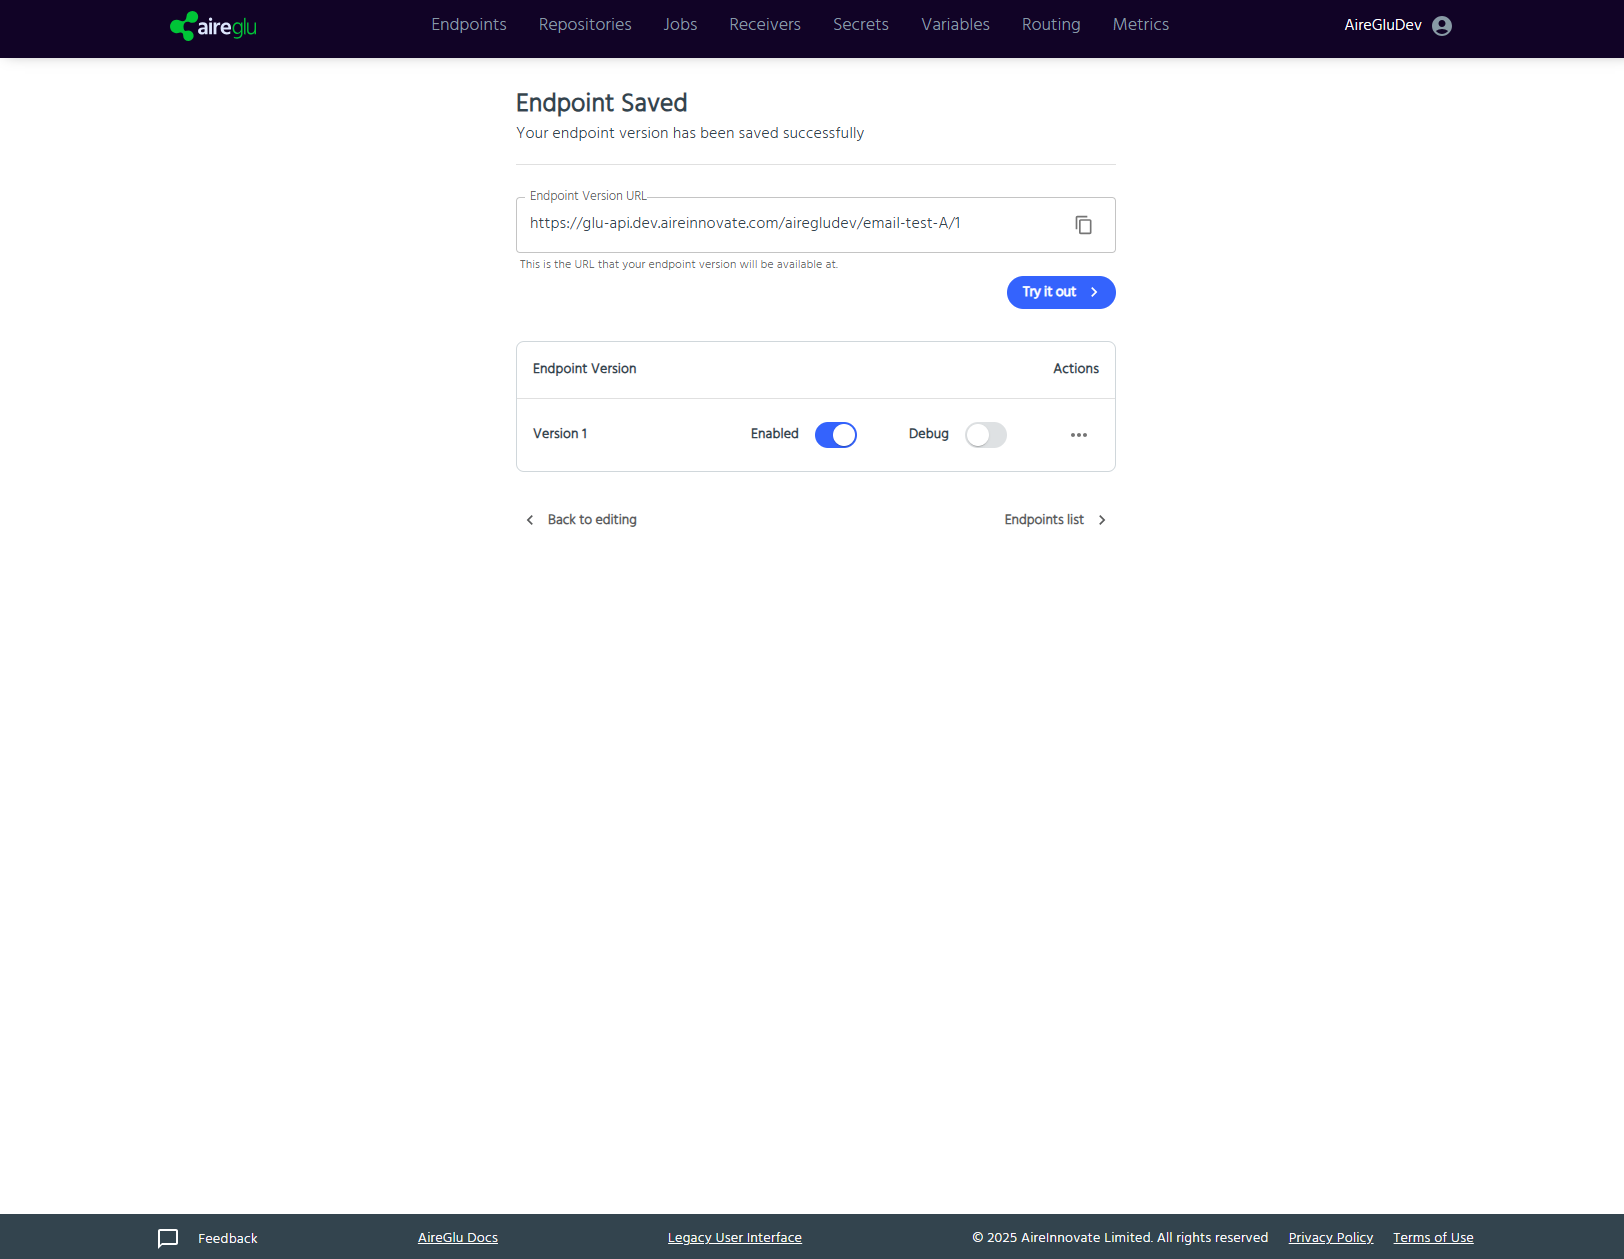 aireglu
Endpoints Repositories Jobs Receivers Secrets Variables Routing Metrics
AireGluDev
Endpoint Saved
Your endpoint version has been saved successfully
Endpoint Version URL
https://glu-api.dev.aireinnovate.com/airegludev/email-test-A/1
This is the URL that your endpoint version will be available at.
Try it out
Endpoint Version Actions
Version 1 Enabled Debug
Back to editing Endpoints list
Feedback AireGlu Docs Legacy User Interface © 2025 AireInnovate Limited. All rights reserved Privacy Policy Terms of Use